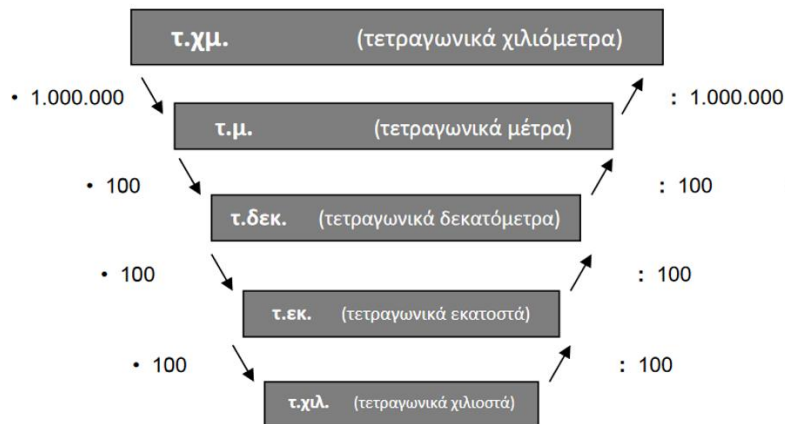 τ.χμ. (τετραγωνικά χιλιόμετρα)
• 1.000.000 : 1.000.000
τ.μ. (τετραγωνικά μέτρα)
• 100 : 100
τ.δεκ. (τετραγωνικά δεκατόμετρα)
• 100 : 100
τ.εκ. (τετραγωνικά εκατοστά)
• 100 : 100
τ.χιλ. (τετραγωνικά χιλιοστά)